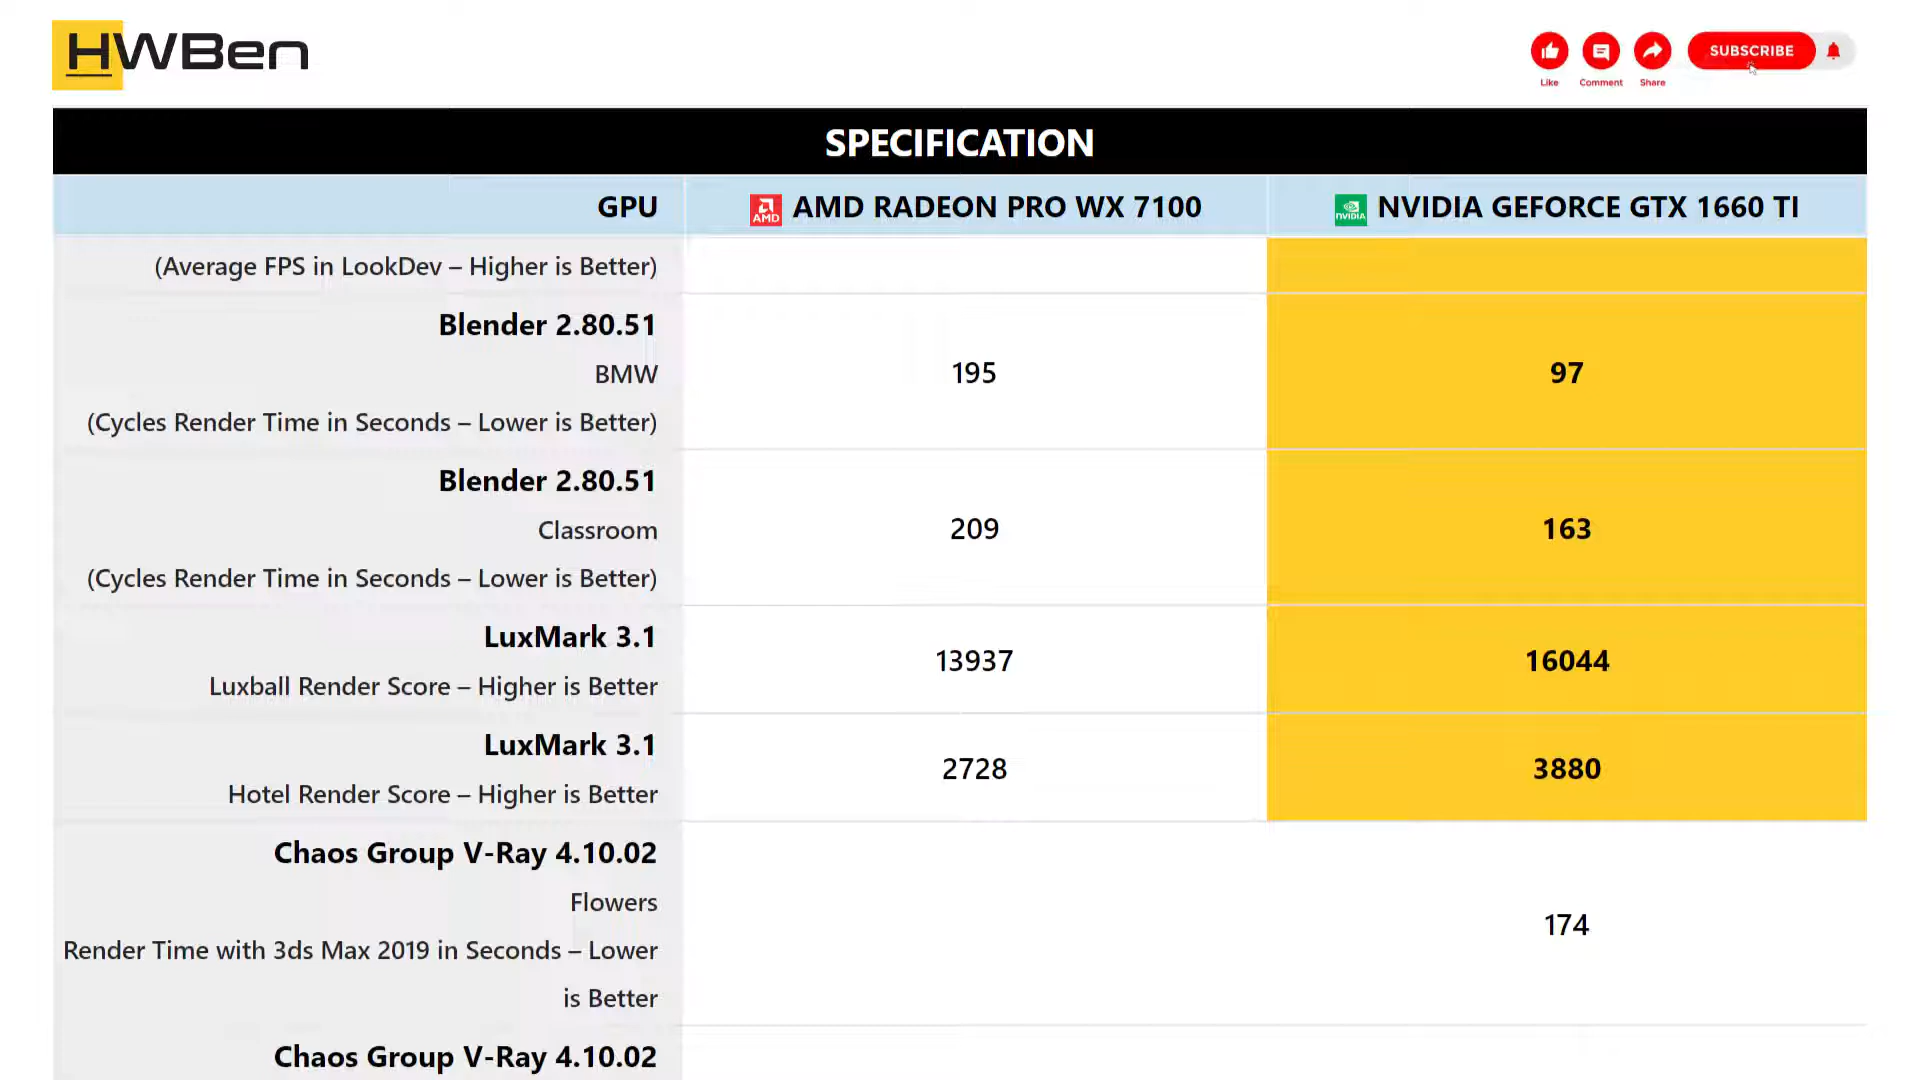 HWBen
Like
Comment
Share
SUBSCRIBE
SPECIFICATION
GPU
AMD
AMD RADEON PRO WX 7100
NVIDIA
NVIDIA GEFORCE GTX 1660 TI
(Average FPS in LookDev – Higher is Better)
Blender 2.80.51
BMW
(Cycles Render Time in Seconds – Lower is Better)
195
97
Blender 2.80.51
Classroom
(Cycles Render Time in Seconds – Lower is Better)
209
163
LuxMark 3.1
Luxball Render Score – Higher is Better
13937
16044
LuxMark 3.1
Hotel Render Score – Higher is Better
2728
3880
Chaos Group V-Ray 4.10.02
Flowers
Render Time with 3ds Max 2019 in Seconds – Lower
is Better
174
Chaos Group V-Ray 4.10.02